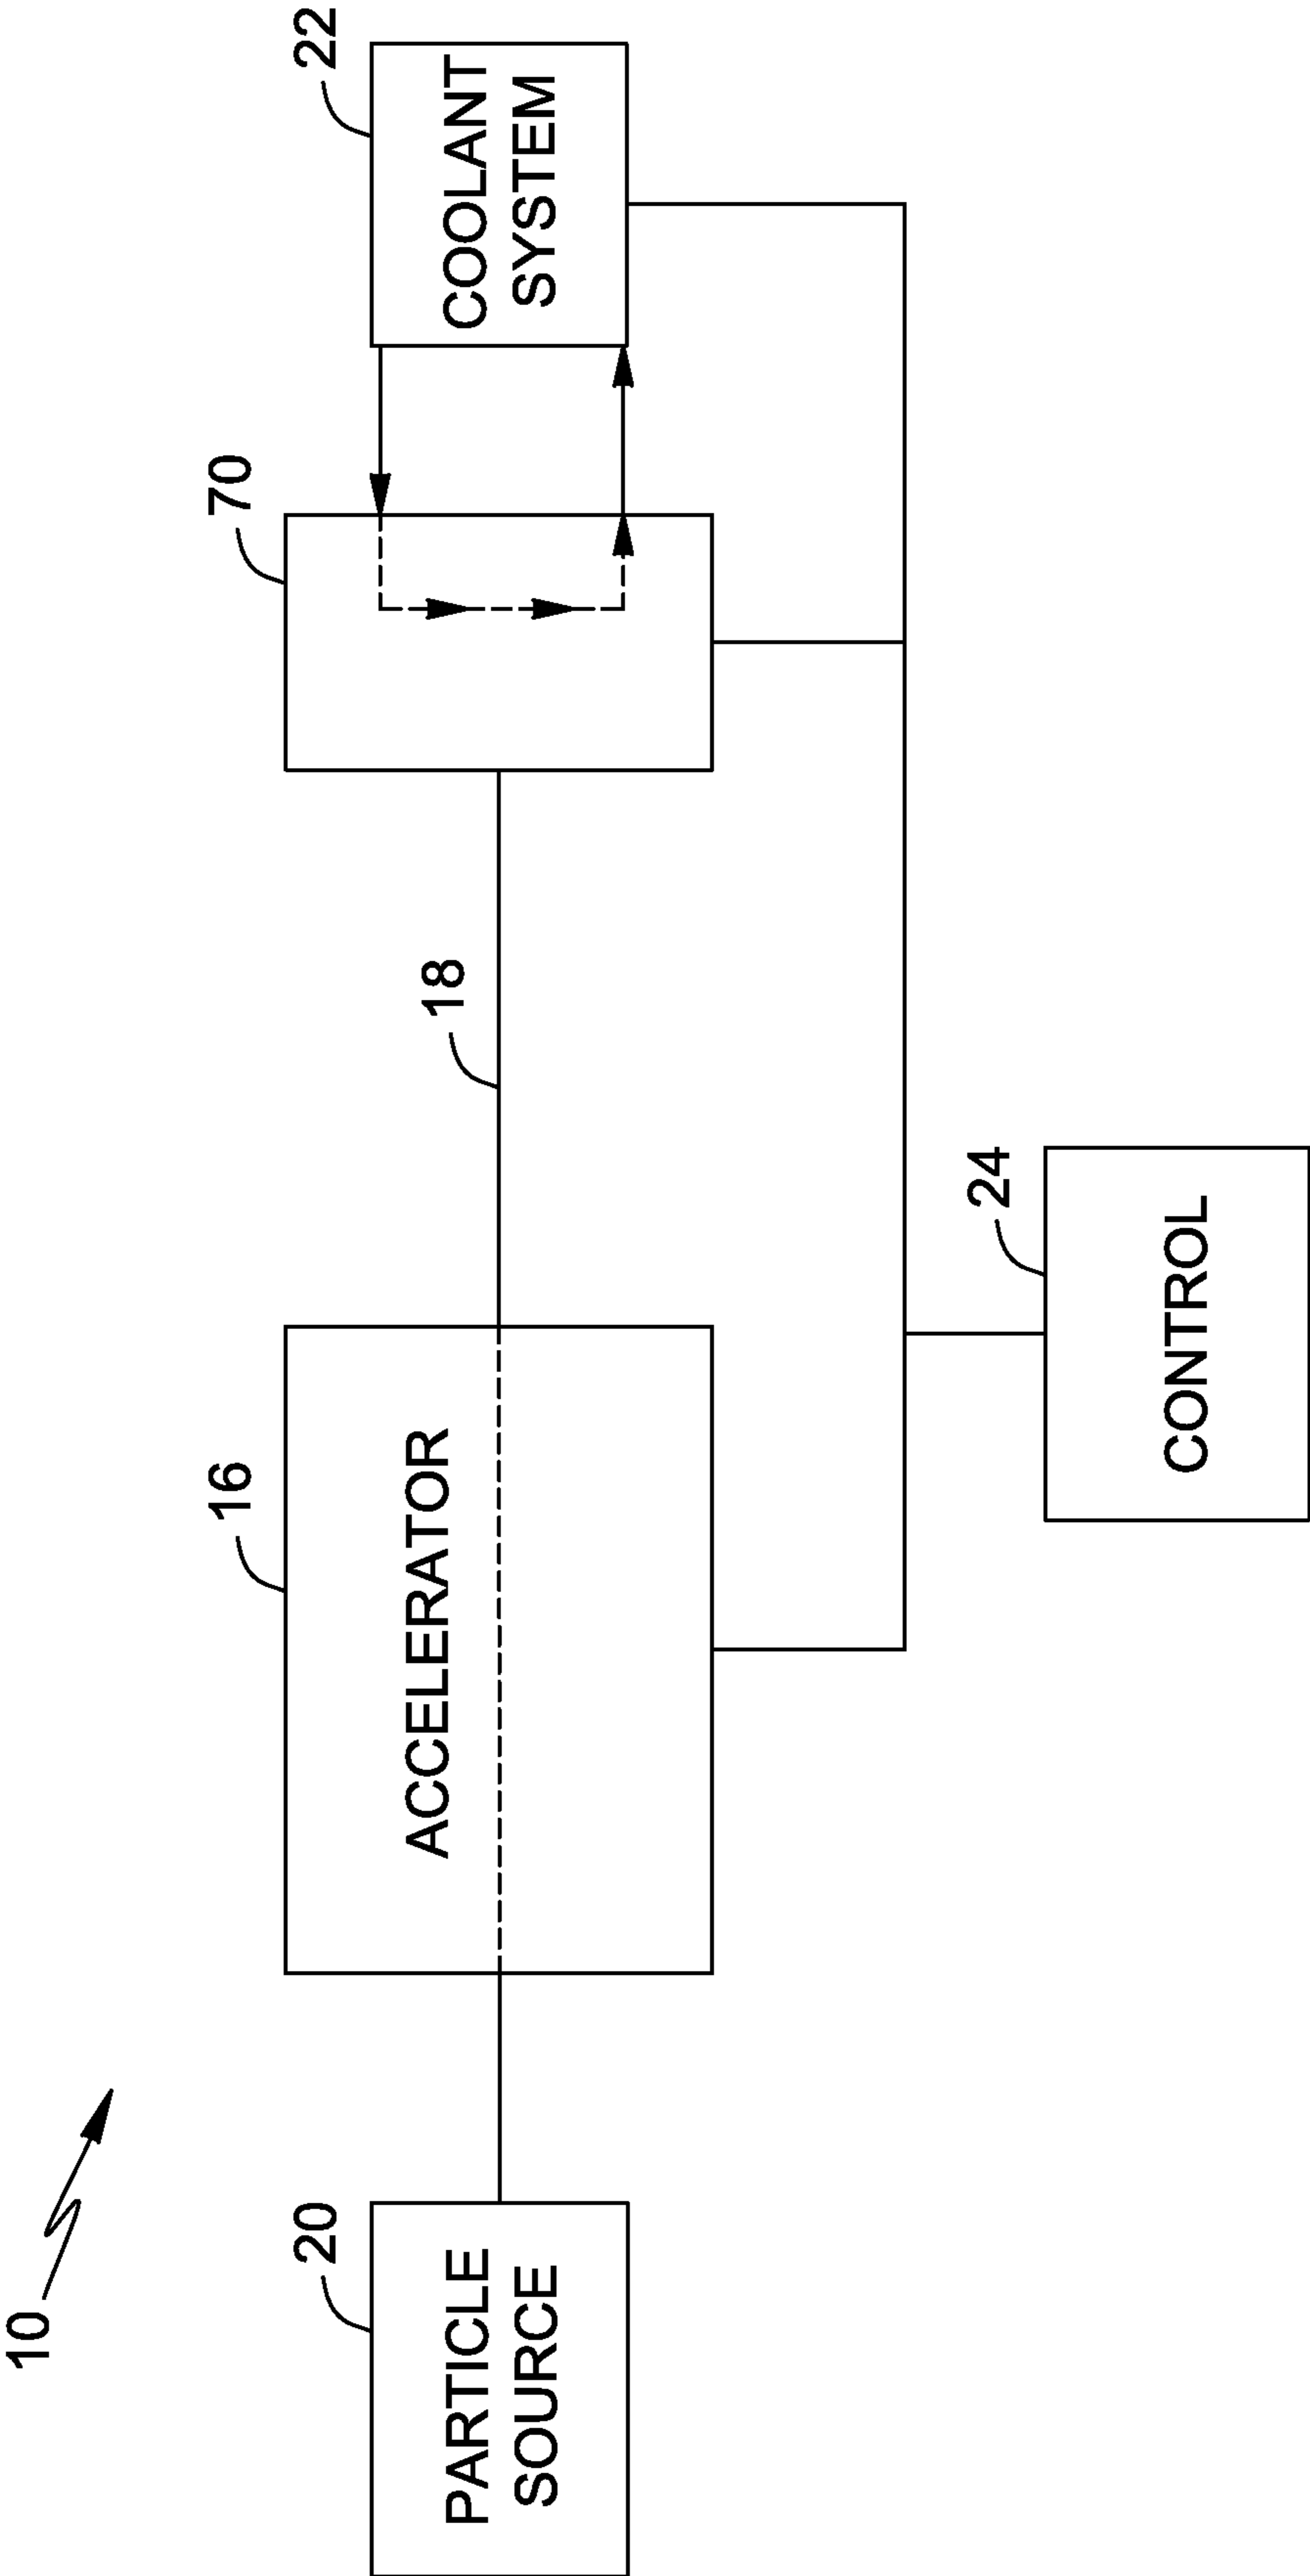 10
20
PARTICLE
SOURCE
16
ACCELERATOR
18
70
22
COOLANT
SYSTEM
24
CONTROL